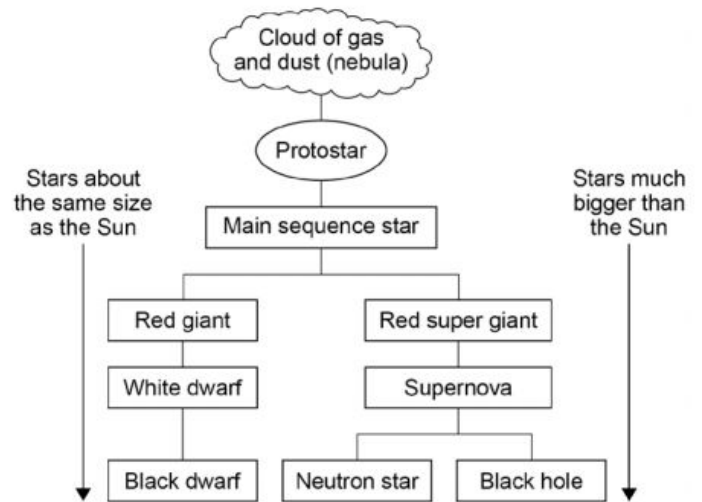 Cloud of gas
and dust (nebula)
Protostar
Stars about
the same size
as the Sun
Stars much
bigger than
the Sun
Main sequence star
Red giant
Red super giant
White dwarf
Supernova
Black dwarf
Neutron star
Black hole